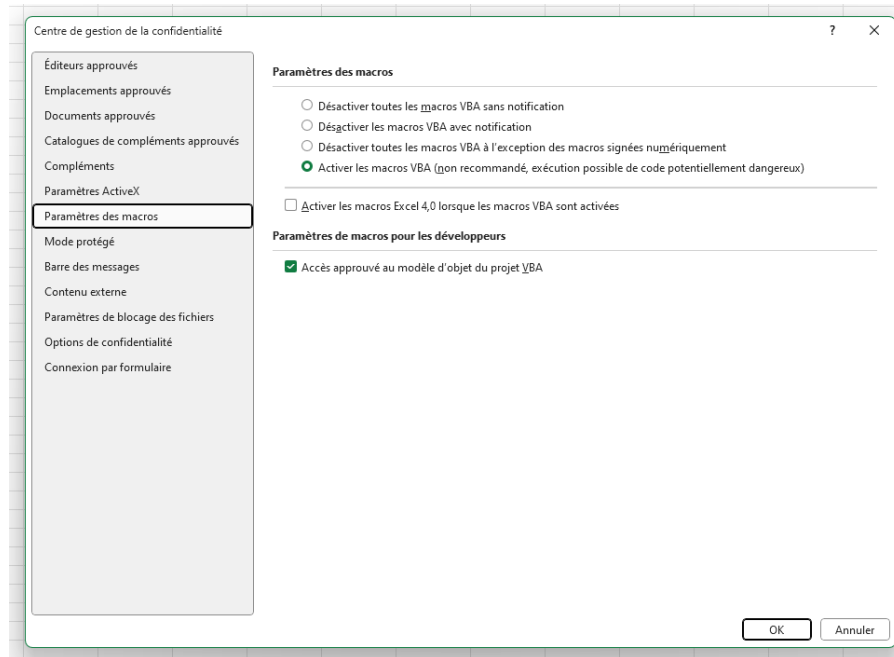 Centre de gestion de la confidentialité
?
Éditeurs approuvés
Emplacements approuvés
Documents approuvés
Catalogues de compléments approuvés
Compléments
Paramètres ActiveX
Paramètres des macros
Mode protégé
Barre des messages
Contenu externe
Paramètres de blocage des fichiers
Options de confidentialité
Connexion par formulaire
Paramètres des macros
Désactiver toutes les macros VBA sans notification
Désactiver les macros VBA avec notification
Désactiver toutes les macros VBA à l'exception des macros signées numériquement
Activer les macros VBA (non recommandé, exécution possible de code potentiellement dangereux)
Activer les macros Excel 4,0 lorsque les macros VBA sont activées
Paramètres de macros pour les développeurs
Accès approuvé au modèle d'objet du projet VBA
OK
Annuler